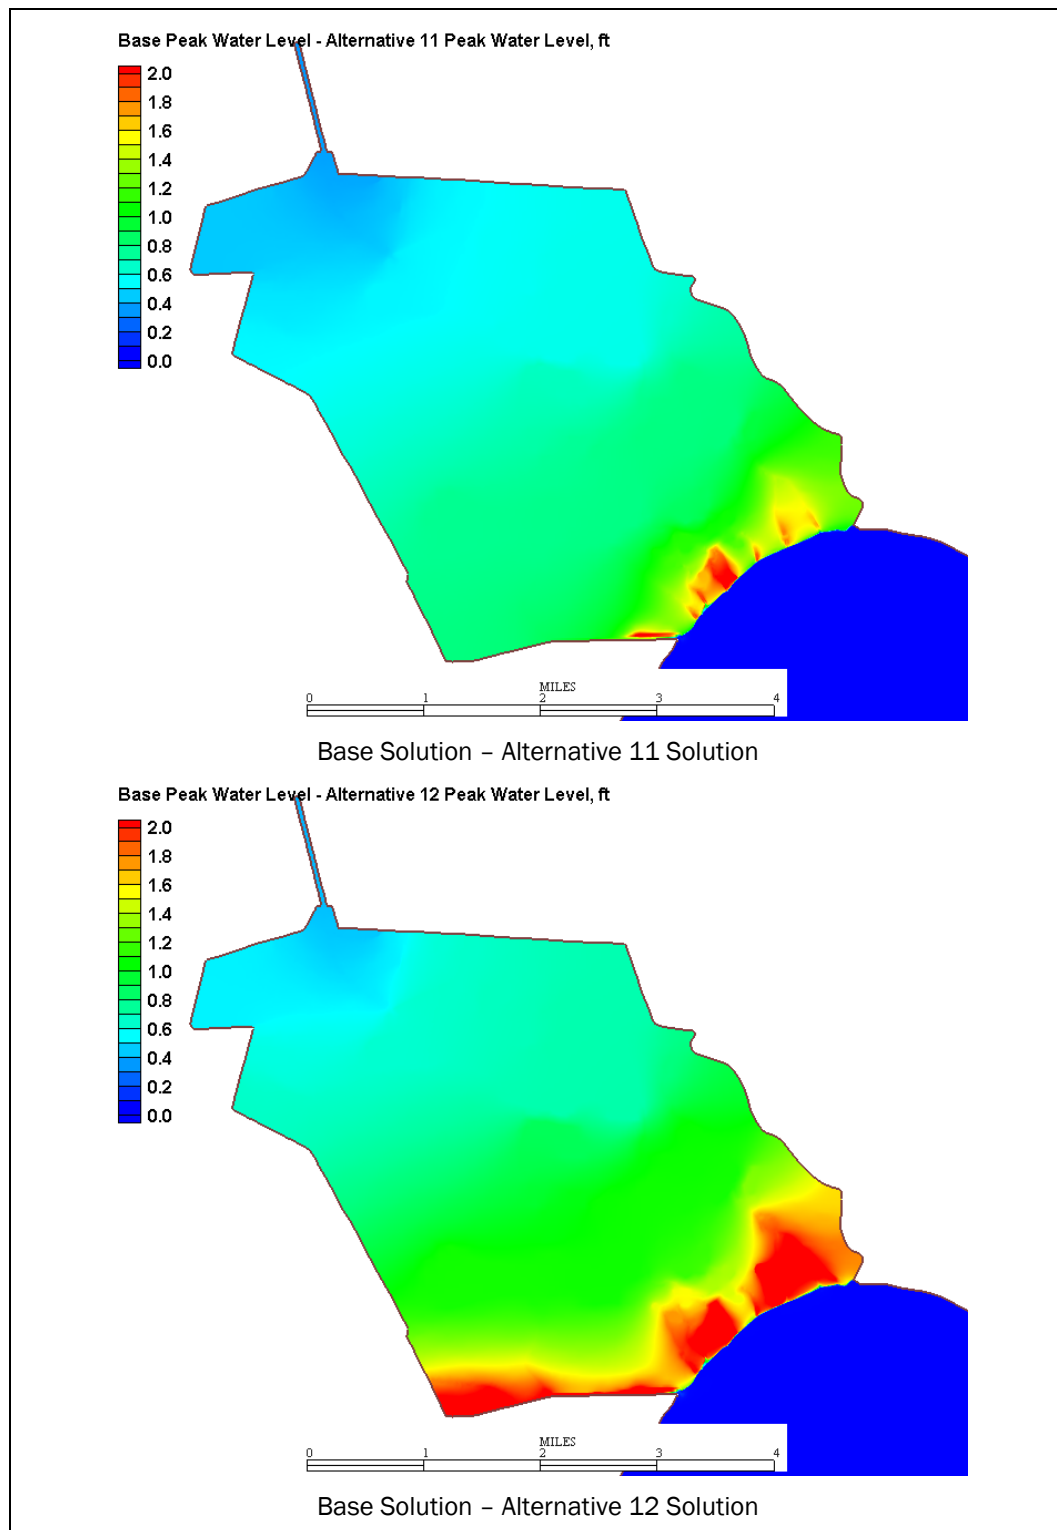 Base Peak Water Level - Alternative 11 Peak Water Level, ft
2.0
1.8
1.6
1.4
1.2
1.0
0.8
0.6
0.4
0.2
0.0
MILES
0 1 2 3 4
Base Solution – Alternative 11 Solution
Base Peak Water Level - Alternative 12 Peak Water Level, ft
2.0
1.8
1.6
1.4
1.2
1.0
0.8
0.6
0.4
0.2
0.0
MILES
0 1 2 3 4
Base Solution – Alternative 12 Solution